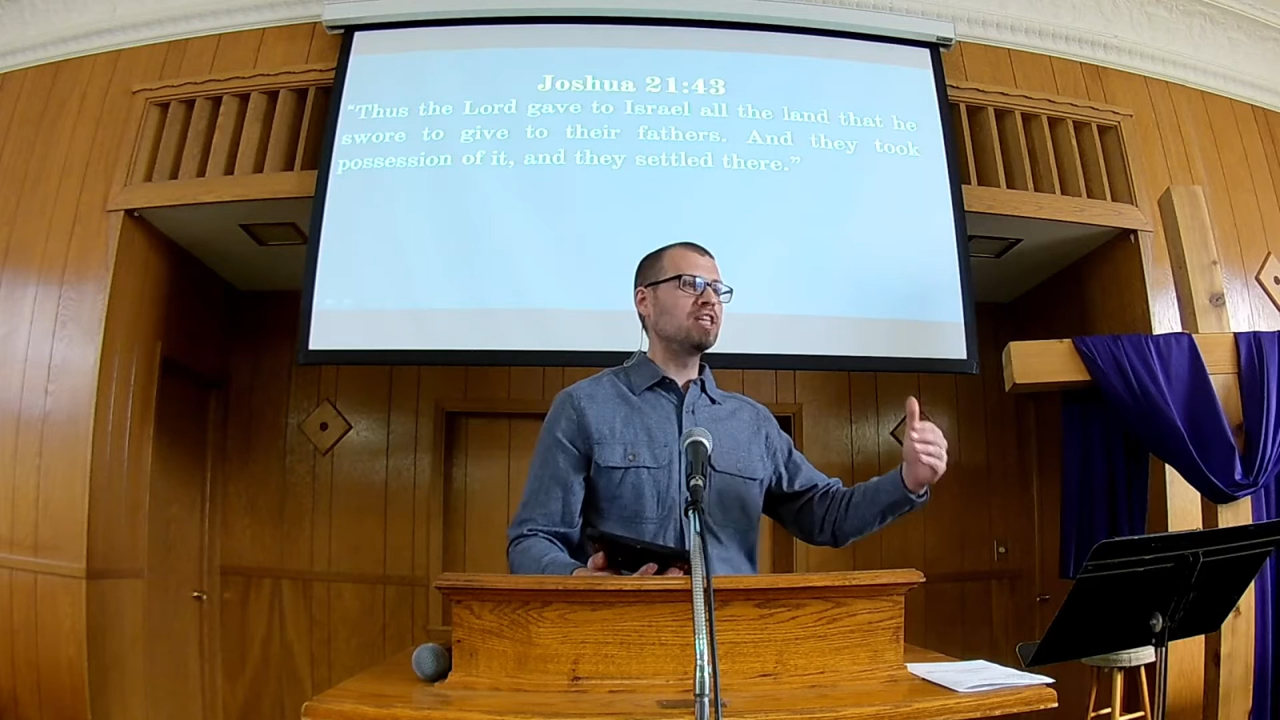 Joshua 21:43
“Thus the Lord gave to Israel all the land that he
swore to give to their fathers. And they took
possession of it, and they settled there.”